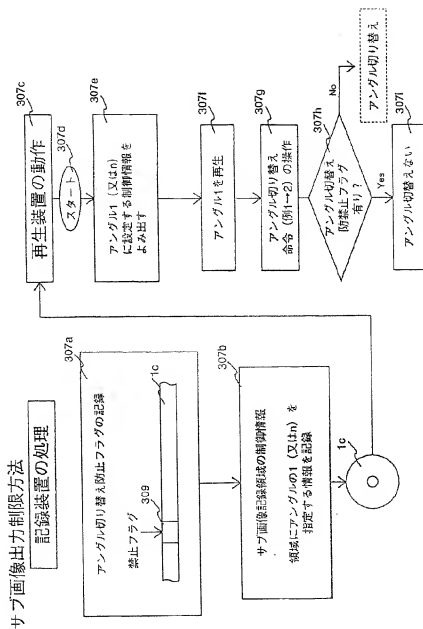 サブ画像出力制限方法
記録装置の処理
307a
アングル切り替え防止フラグの記録
禁止フラグ
309
1c
307b
サブ画像記録領域の制御情報
領域にアングルの1（又はn）を
指定する情報を記録
1c
307c
再生装置の動作
307d
スタート
307e
アングル1（又はn）
に設定する制御情報を
よみ出す
307f
アングル1を再生
307g
アングル切り替え
命令（例1→2）の操作
307h
アングル切替え
防禁止フラグ
有り？
No
アングル切り替え
Yes
307i
アングル切替えない